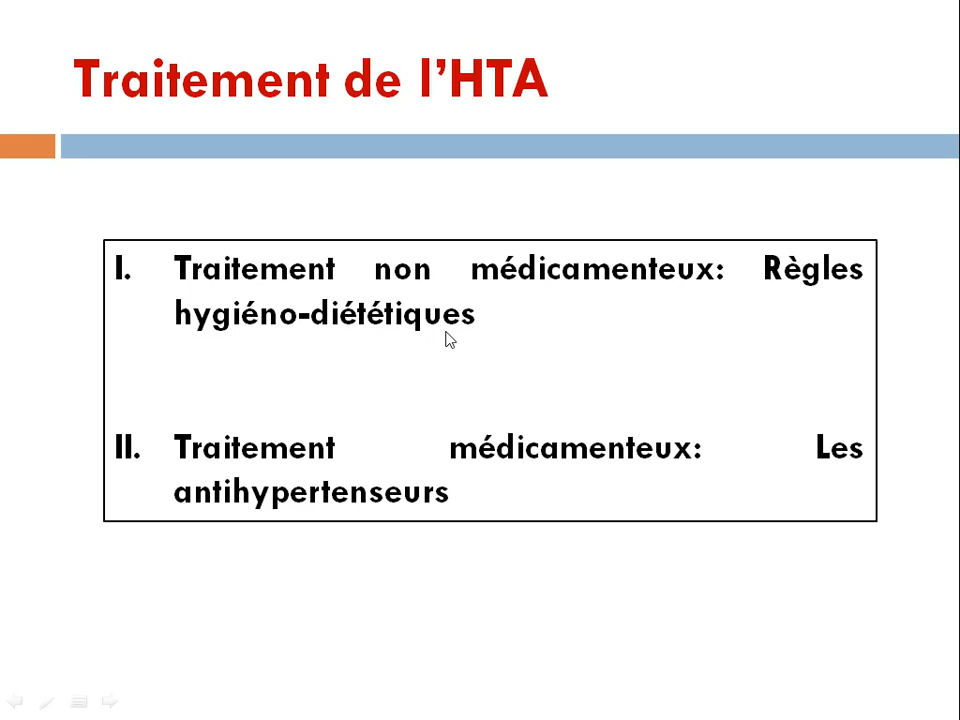 Traitement de l’HTA
I. Traitement non médicamenteux: Règles
hygiéno-diététiques
II. Traitement médicamenteux: Les
antihypertenseurs